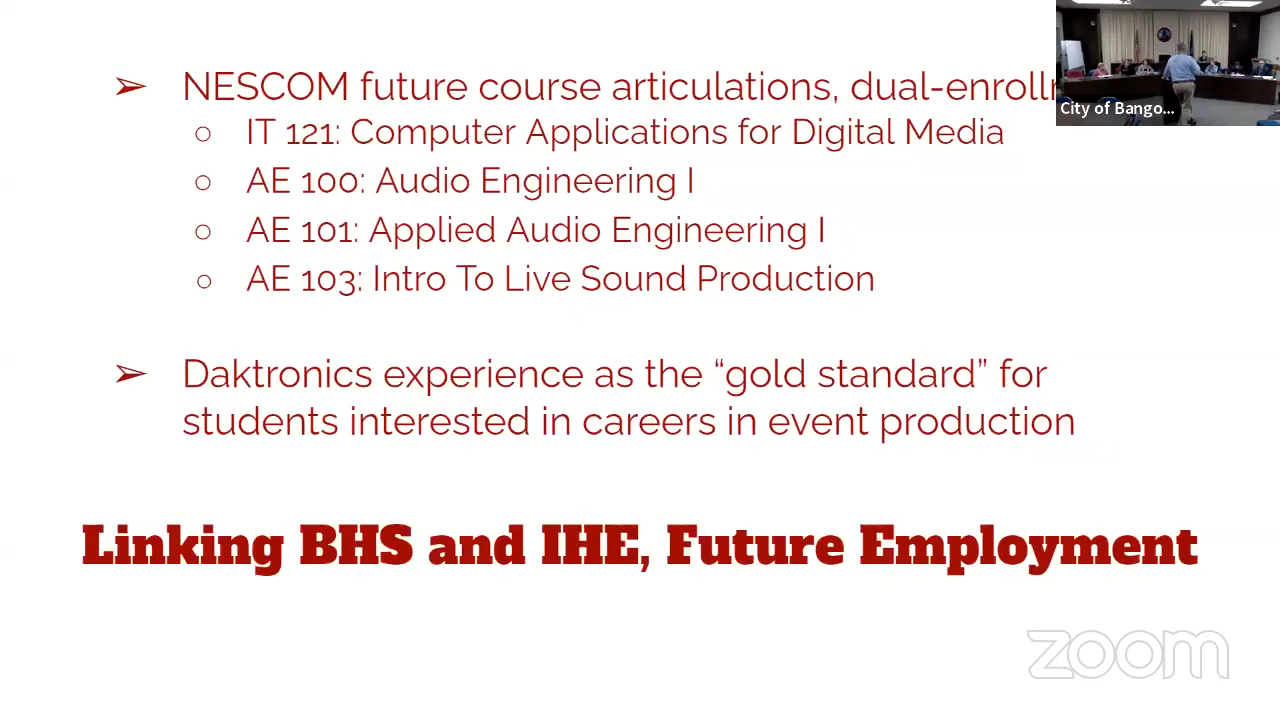 ➢ NESCOM future course articulations,
○ IT 121: Computer Applications for Digital Media
○ AE 100: Audio Engineering I
○ AE 101: Applied Audio Engineering I
○ AE 103: Intro To Live Sound Production
➢ Daktronics experience as the “gold standard” for
students interested in careers in event production
Linking BHS and IHE, Future Employment
City of Bango...
zoom